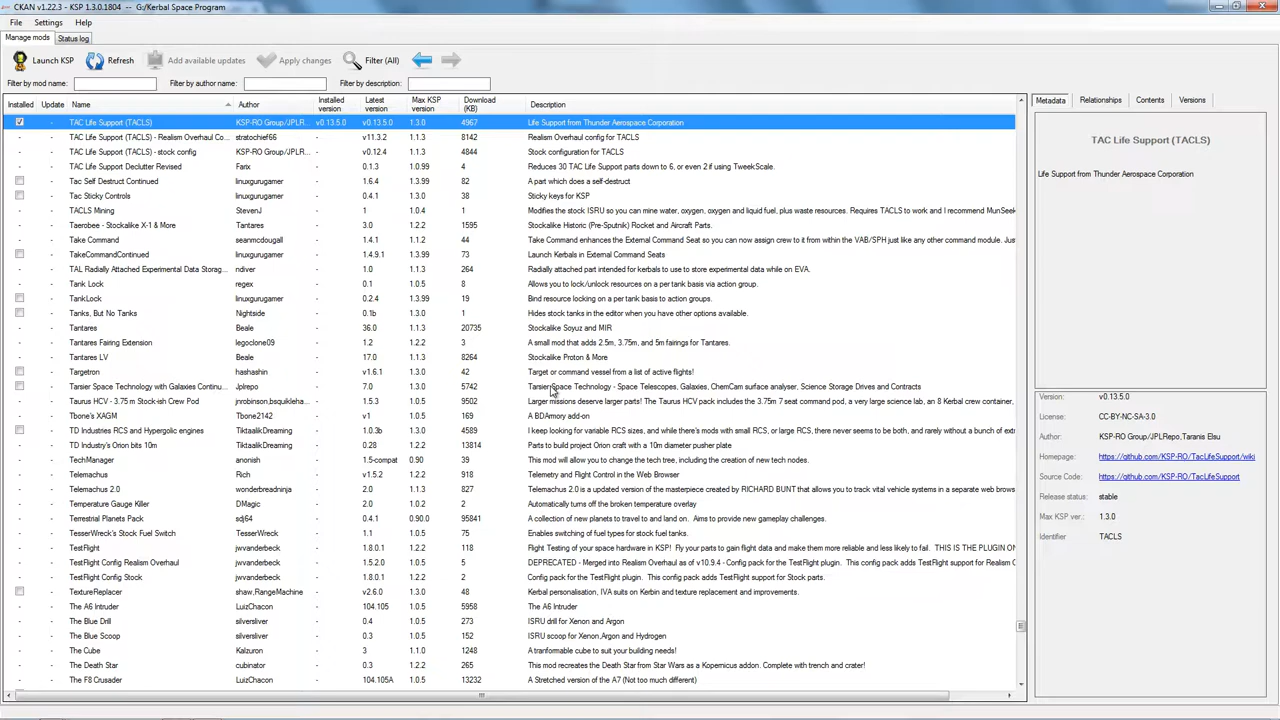 CKAN v1.22.3 - KSP 1.3.0.1804 -- G:/Kerbal Space Program
File Settings Help
Manage mods Status log
Launch KSP Refresh Add available updates Apply changes Filter (All)
Filter by mod name: Filter by author name: Filter by description:
Installed Update Name Author Installed version Latest version Max KSP version Download (KB) Description
TAC Life Support (TACLS) KSP-RO Group/JPLR... v0.13.5.0 v0.13.5.0 1.3.0 4967 Life Support from Thunder Aerospace Corporation
- - TAC Life Support (TACLS) - Realism Overhaul Co... stratochief66 - v11.3.2 1.2.2 8142 Realism Overhaul config for TACLS
- - TAC Life Support (TACLS) - stock config KSP-RO Group/JPLR... - v0.12.4 1.2.2 4844 Stock configuration for TACLS
- - TAC Life Support Declutter Revised Farix - 0.1.3 1.0.99 4 Reduces 30 TAC Life Support parts down to 6, or even 2 if using TweekScale.
- Tac Self Destruct Continued linuxgurugamer - 1.6.4 1.3.99 82 A part which does a self-destruct
- Tac Sticky Controls linuxgurugamer - 0.1.4 1.3.99 38 Sticky keys for KSP
- - TACLS Mining StevenJ - 1 1.0.4 1 Modifies the stock ISRU so you can mine water, oxygen, oxygen and liquid fuel, plus waste resources. Requires TACLS to work and I recommend MunSeek
- - Taerobee - Stockalike X-1 & More Tantares - 3.0 1.2.2 1595 Stockalike Historic (Pre-Sputnik) Rocket and Aircraft Parts.
- - Take Command seanmcdougall - 1.4.1 1.1.2 44 Take Command enhances the External Command Seat so you can now assign crew to it from within the VAB/SPH just like any other command module. Jus
- TakeCommandContinued linuxgurugamer - 1.4.9.1 1.3.99 73 Launch Kerbals in External Command Seats
- - TAL Radially Attached Experimental Data Storag... ndiver - 1.0 1.1.3 264 Radially attached part intended for kerbals to use to store experimental data while on EVA.
- - Tank Lock regex - 0.1 1.0.5 8 Allows you to lock/unlock resources on a per tank basis via action group.
- TankLock linuxgurugamer - 0.2.4 1.3.99 19 Bind resource locking on a per tank basis to action groups.
- Tanks, But No Tanks Nightside - 0.1b 1.3.0 1 Hides stock tanks in the editor when you have other options available.
- - Tantares Beale - 36.0 1.1.3 20735 Stockalike Soyuz and MIR
- - Tantares Fairing Extension legoclone09 - 1.2 1.2.2 3 A small mod that adds 2.5m, 3.75m, and 5m fairings for Tantares.
- - Tantares LV Beale - 17.0 1.1.3 8264 Stockalike Proton & More
- Targetron hashashin - 1.6 1.3.0 42 Target or command vessel from a list of active flights!
- Tarsier Space Technology with Galaxies Continu... Jplrepo - 7.0 1.3.0 5742 Tarsier Space Technology - Space Telescopes, Galaxies, ChemCam surface analyser, Science Storage Drives and Contracts
- - Taurus HCV - 3.75 m Stock-ish Crew Pod jnrobinson,bsquiklehausen - 1.5.3 1.0.5 9502 Larger missions deserve larger parts! The Taurus HCV pack includes the 3.75m 7 seat command pod, a very large science lab, an 8 Kerbal crew container,
- - Tbone's XAGM Tbone2142 - v1 1.0.5 169 A BDArmory add-on
- TD Industries RCS and Hypergolic engines TiktaalikDreaming - 1.0.3b 1.3.0 4589 I keep looking for variable RCS sizes, and while there's mods with small RCS, or large RCS, there never seems to be both, and rarely without a bunch of ext
- - TD Industry's Orion bits 10m TiktaalikDreaming - 0.28 1.2.2 13814 Parts to build project Orion craft with a 10m diameter pusher plate
- - TechManager anonish - 1.5-compat 0.90 39 This mod will allow you to change the tech tree, including the creation of new tech nodes.
- - Telemachus Rich - v1.5.2 1.2.2 918 Telemetry and Flight Control in the Web Browser
- - Telemachus 2.0 wonderbreadninja - 2.0 1.1.3 827 Telemachus 2.0 is a updated version of the masterpiece created by RICHARD BUNT that allows you to track vital vehicle systems in a separate web brows
- - Temperature Gauge Killer DMagic - 2.0 1.0.2 2 Automatically turns off the broken temperature overlay
- - Terrestrial Planets Pack sdj64 - 0.4.1 0.90.0 95841 A collection of new planets to travel to and land on. Aims to provide new gameplay challenges.
- - TesserWreck's Stock Fuel Switch TesserWreck - 1.1 1.0.5 75 Enables switching of fuel types for stock fuel tanks.
- - TestFlight jwvanderbeck - 1.8.0.1 1.2.2 118 Flight Testing of your space hardware in KSP! Fly your parts to gain flight data and make them more reliable and less likely to fail. THIS IS THE PLUGIN ON
- - TestFlight Config Realism Overhaul jwvanderbeck - 1.5.2.0 1.0.5 5 DEPRECATED - Merged into Realism Overhaul as of v10.9.4 - Config pack for the TestFlight plugin. This config pack adds TestFlight support for Realism O
- - TestFlight Config Stock jwvanderbeck - 1.8.0.1 1.2.2 2 Config pack for the TestFlight plugin. This config pack adds TestFlight support for Stock parts.
- TextureReplacer shaw,RangeMachine - v2.6.0 1.3.0 48 Kerbal personalisation, IVA suits on Kerbin and texture replacement and improvements.
- - The A6 Intruder LuizChacon - 104.105 1.0.5 5958 The A6 Intruder
- - The Blue Drill silversliver - 0.4 1.0.5 273 ISRU drill for Xenon and Argon
- - The Blue Scoop silversliver - 0.3 1.0.5 152 ISRU scoop for Xenon,Argon and Hydrogen
- - The Cube Kalzuron - 3 1.1.0 1248 A tranformable cube to suit your building needs!
- - The Death Star cubinator - 0.3 1.0.5 265 This mod recreates the Death Star from Star Wars as a Kopernicus addon. Complete with trench and crater!
- - The F8 Crusader LuizChacon - 104.105A 1.0.5 13232 A Stretched version of the A7 (Not too much different)
Metadata Relationships Contents Versions
TAC Life Support (TACLS)
Life Support from Thunder Aerospace Corporation
Version: v0.13.5.0
License: CC-BY-NC-SA-3.0
Author: KSP-RO Group/JPLRepo,Taranis Elsu
Homepage: https://github.com/KSP-RO/TacLifeSupport/wiki
Source Code: https://github.com/KSP-RO/TacLifeSupport
Release status: stable
Max KSP ver.: 1.3.0
Identifier TACLS